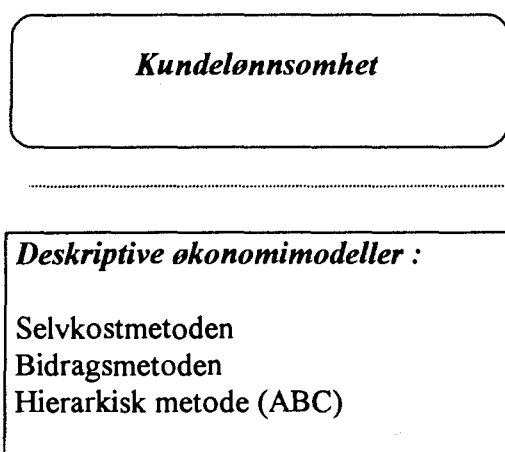 Kundelønnsomhet
Deskriptive økonomimodeller :
Selvkostmetoden
Bidragsmetoden
Hierarkisk metode (ABC)